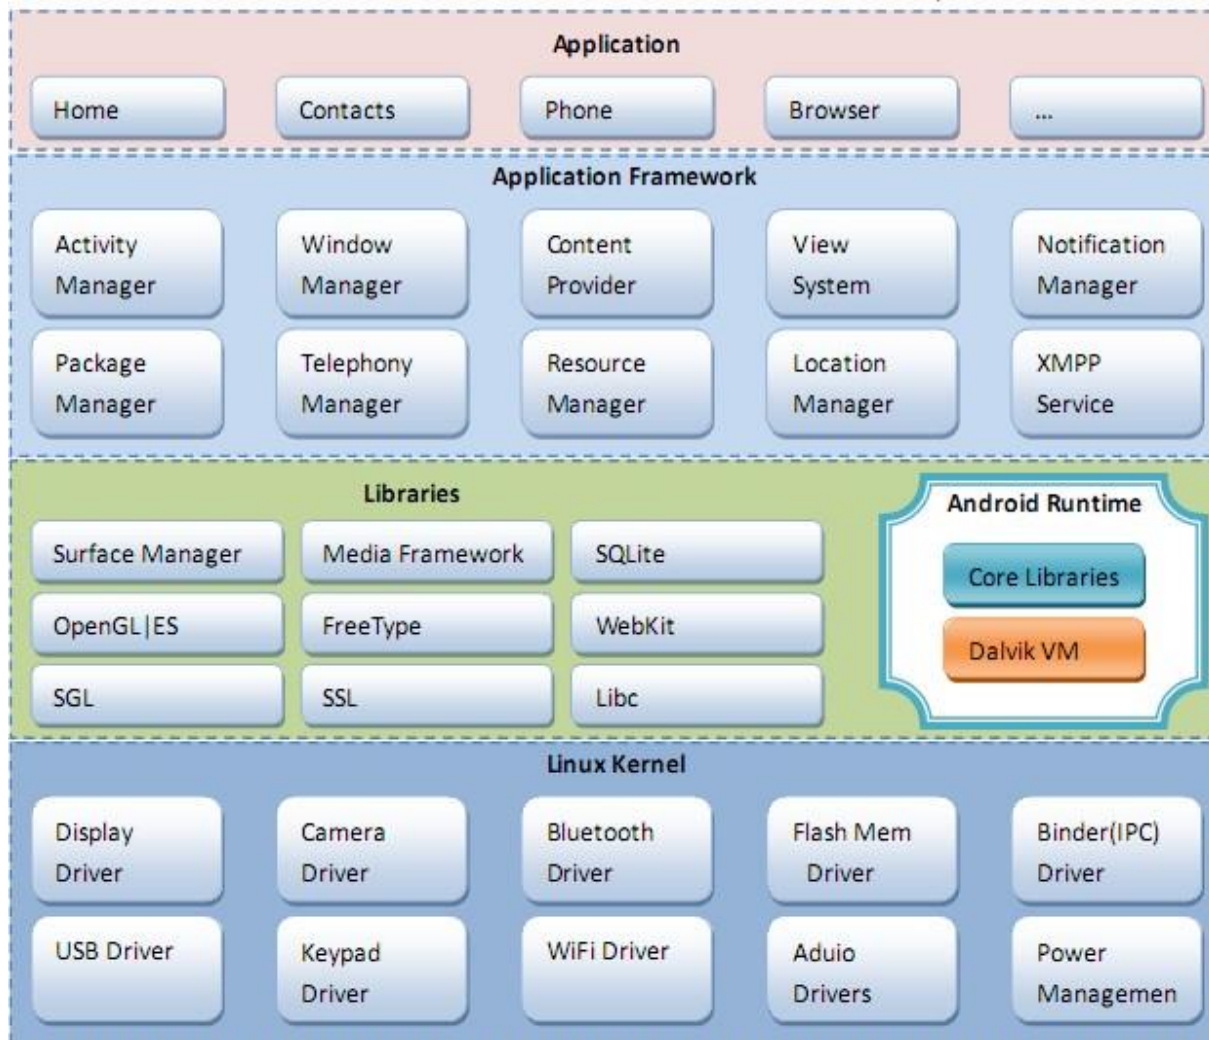 Application
Home
Contacts
Phone
Browser
...
Application Framework
Activity
Manager
Window
Manager
Content
Provider
View
System
Notification
Manager
Package
Manager
Telephony
Manager
Resource
Manager
Location
Manager
XMPP
Service
Libraries
Surface Manager
Media Framework
SQLite
OpenGL|ES
FreeType
WebKit
SGL
SSL
Libc
Android Runtime
Core Libraries
Dalvik VM
Linux Kernel
Display
Driver
Camera
Driver
Bluetooth
Driver
Flash Mem
Driver
Binder(IPC)
Driver
USB Driver
Keypad
Driver
WiFi Driver
Aduio
Drivers
Power
Managemen